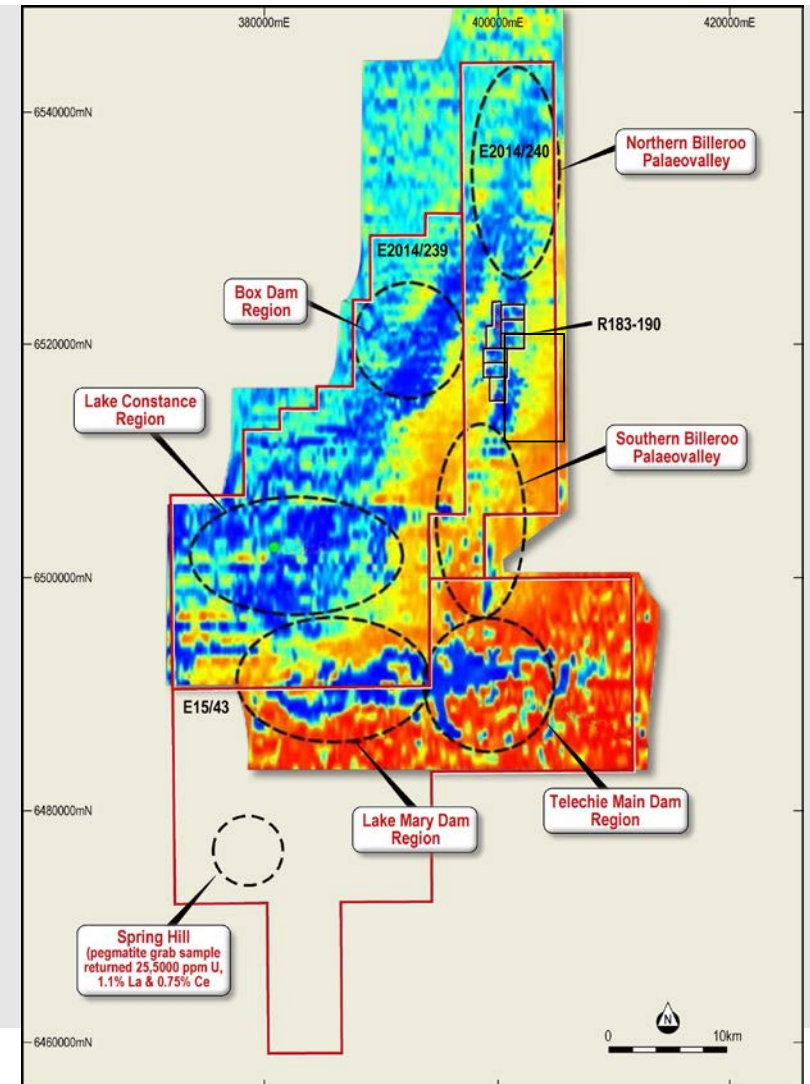 380000mE
400000mE
420000mE
6540000mN
E2014/240
Northern Billeroo
Palaeovalley
E2014/239
Box Dam
Region
6520000mN
R183-190
Lake Constance
Region
Southern Billeroo
Palaeovalley
6500000mN
E15/43
6480000mN
Lake Mary Dam
Region
Telechie Main Dam
Region
Spring Hill
(pegmatite grab sample
returned 25,5000 ppm U,
1.1% La & 0.75% Ce
N
0 10km
6460000mN